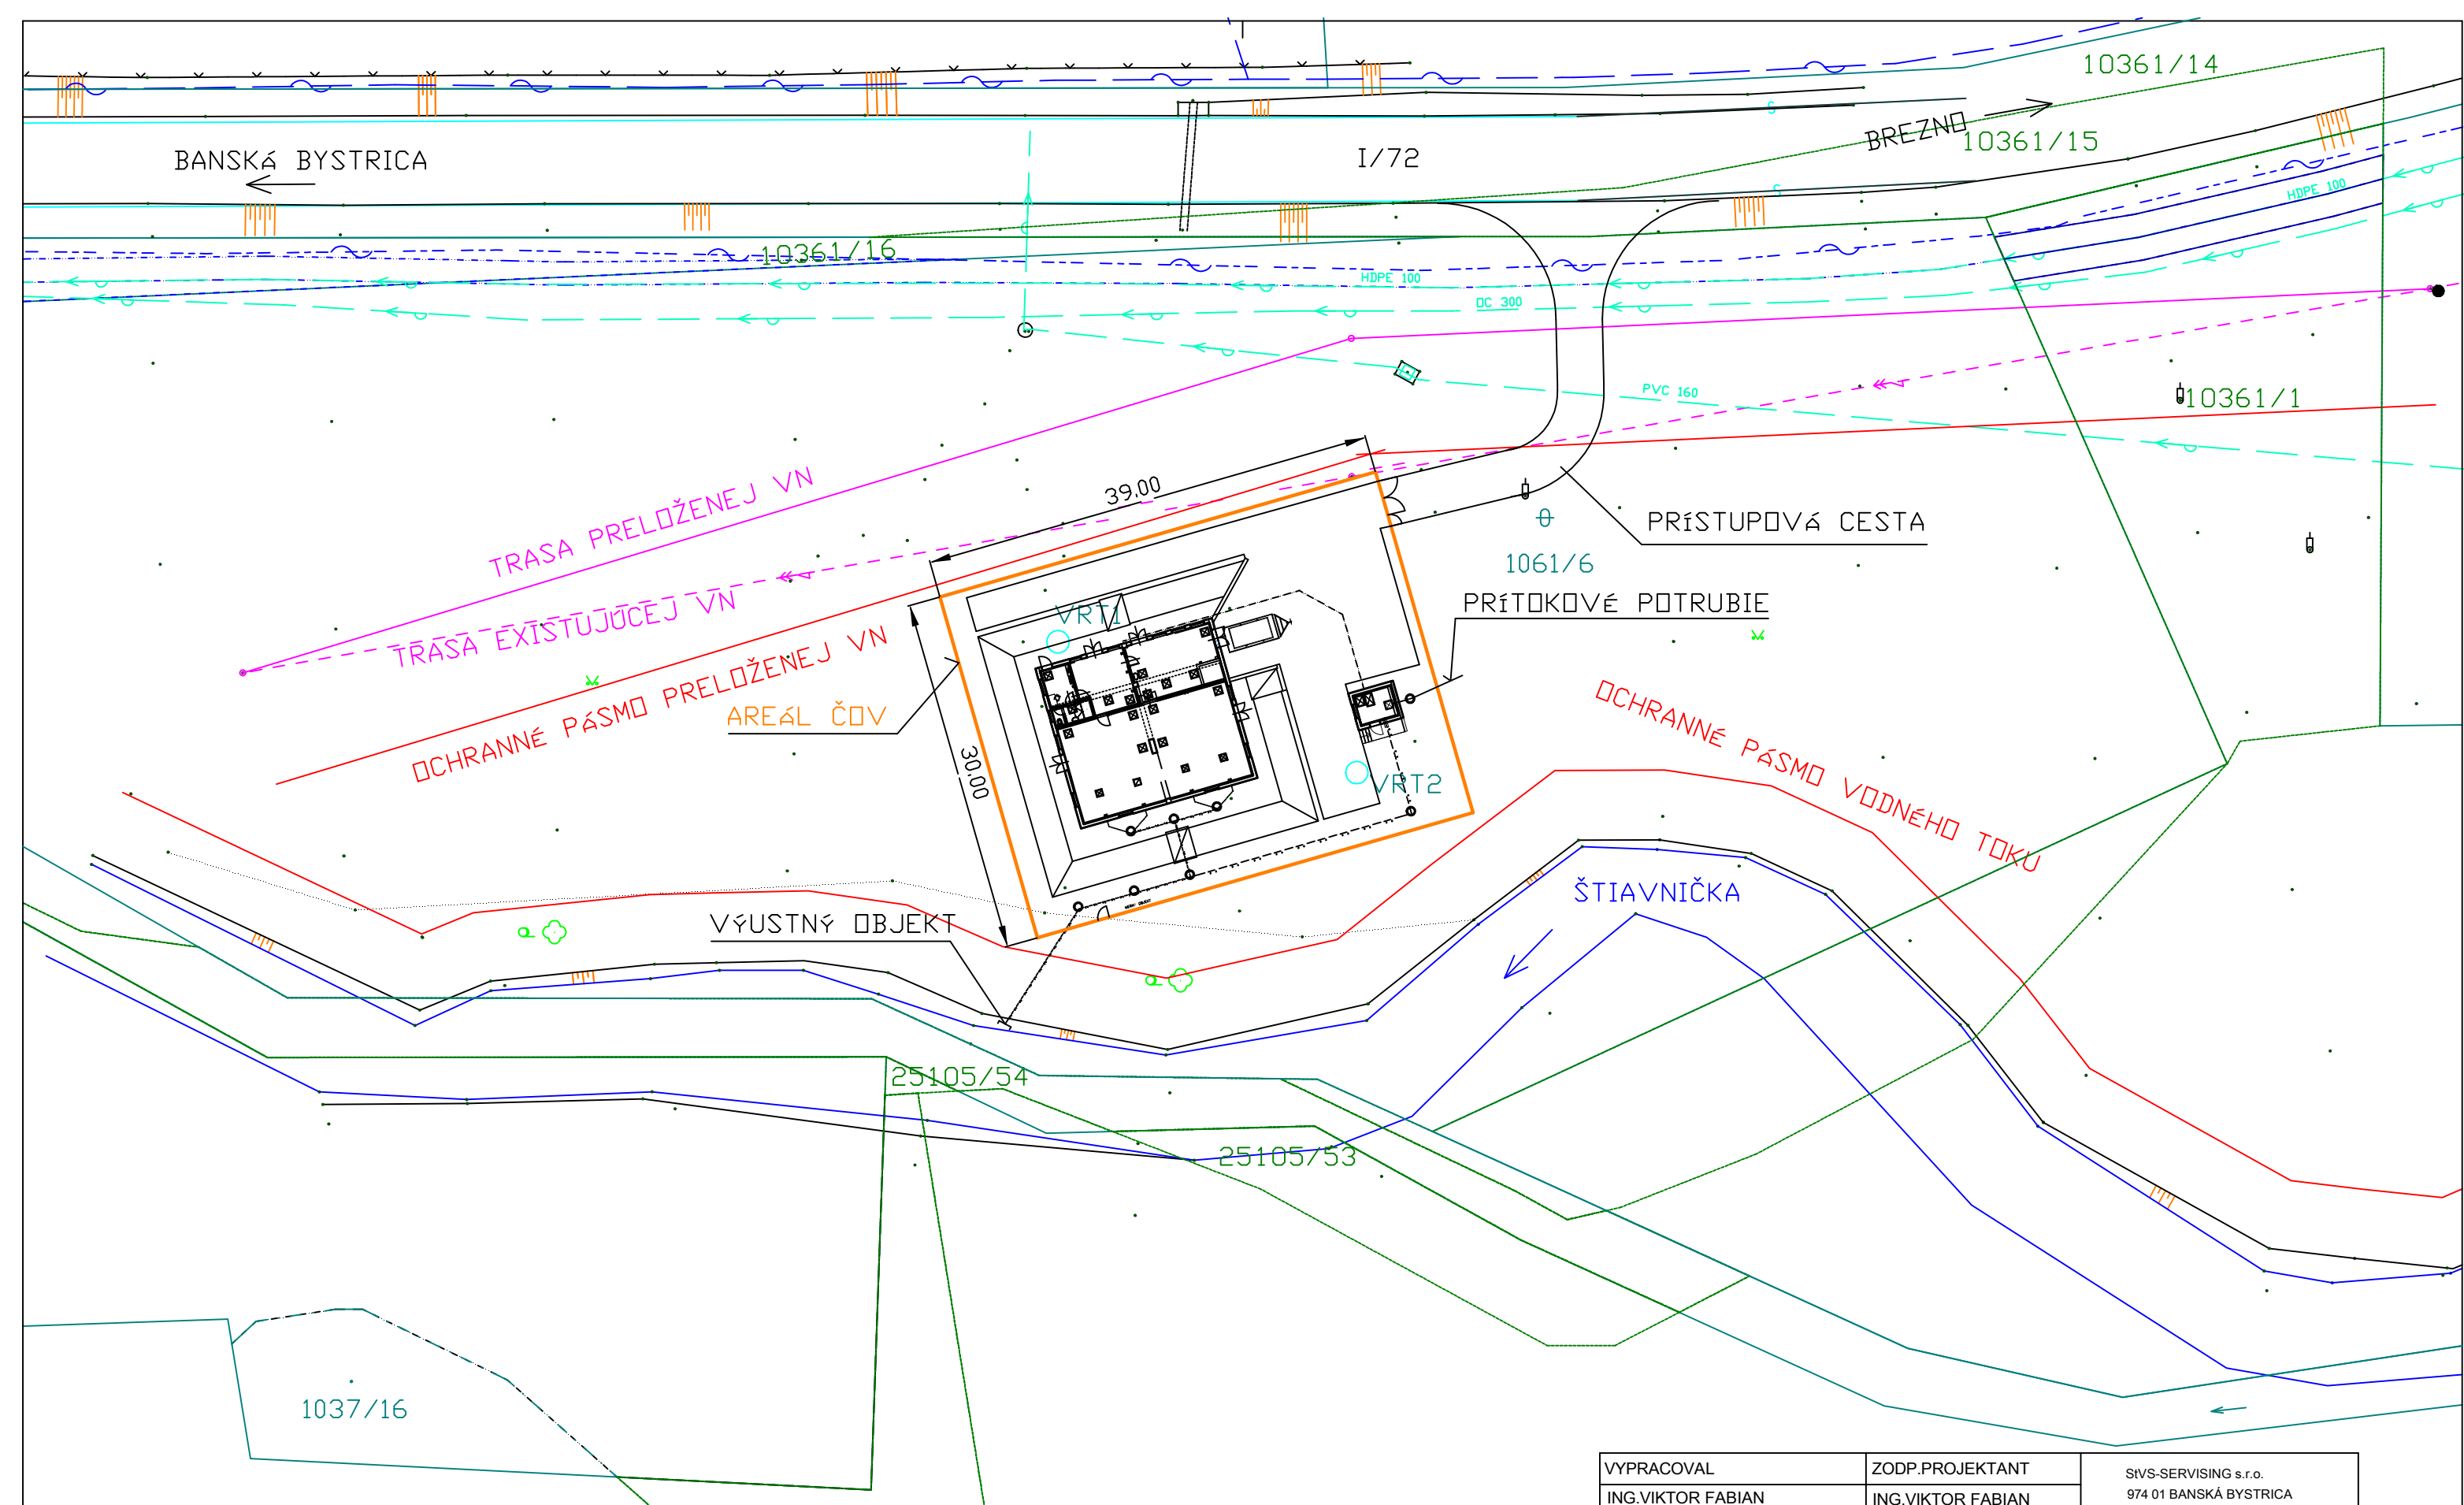 10361/14
BREZNO
10361/15
BANSKÁ BYSTRICA
I/72
S
S
HDPE 100
10361/16
HDPE 100
OC 300
PVC 160
10361/1
TRASA PRELOŽENEJ VN
39,00
PRÍSTUPOVÁ CESTA
1061/6
TRASA EXISTUJÚCEJ VN
PRÍTOKOVÉ POTRUBIE
VRT1
OCHRANNÉ PÁSMO PRELOŽENEJ VN
AREÁL ČOV
30,00
VRT2
OCHRANNÉ PÁSMO VODNÉHO TOKU
ŠTIAVNIČKA
VÝUSTNÝ OBJEKT
25105/54
25105/53
1037/16
VYPRACOVAL
ZODP.PROJEKTANT
StVS-SERVISING s.r.o.
974 01 BANSKÁ BYSTRICA
ING.VIKTOR FABIAN
ING.VIKTOR FABIAN